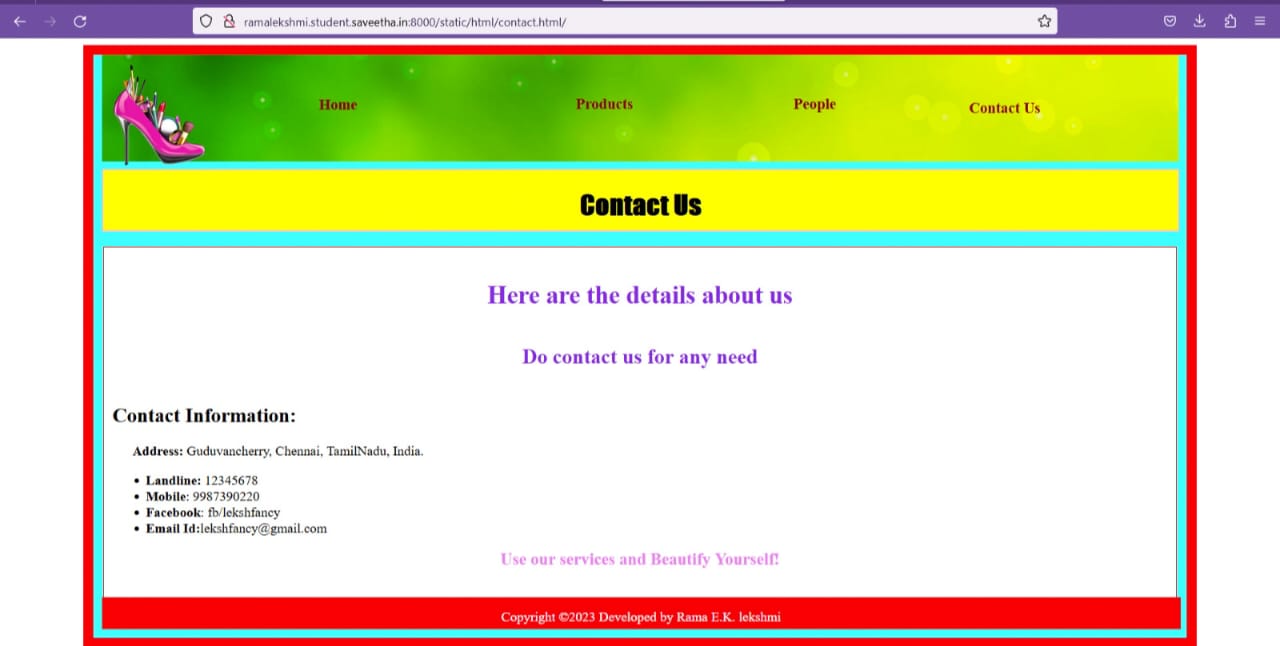 ramalekshmi.student.saveetha.in:8000/static/html/contact.html/
Home Products People Contact Us
Contact Us
Here are the details about us
Do contact us for any need
Contact Information:
Address: Guduvancherry, Chennai, TamilNadu, India.
• Landline: 12345678
• Mobile: 9987390220
• Facebook: fb/lekshfancy
• Email Id:lekshfancy@gmail.com
Use our services and Beautify Yourself!
Copyright ©2023 Developed by Rama E.K. lekshmi